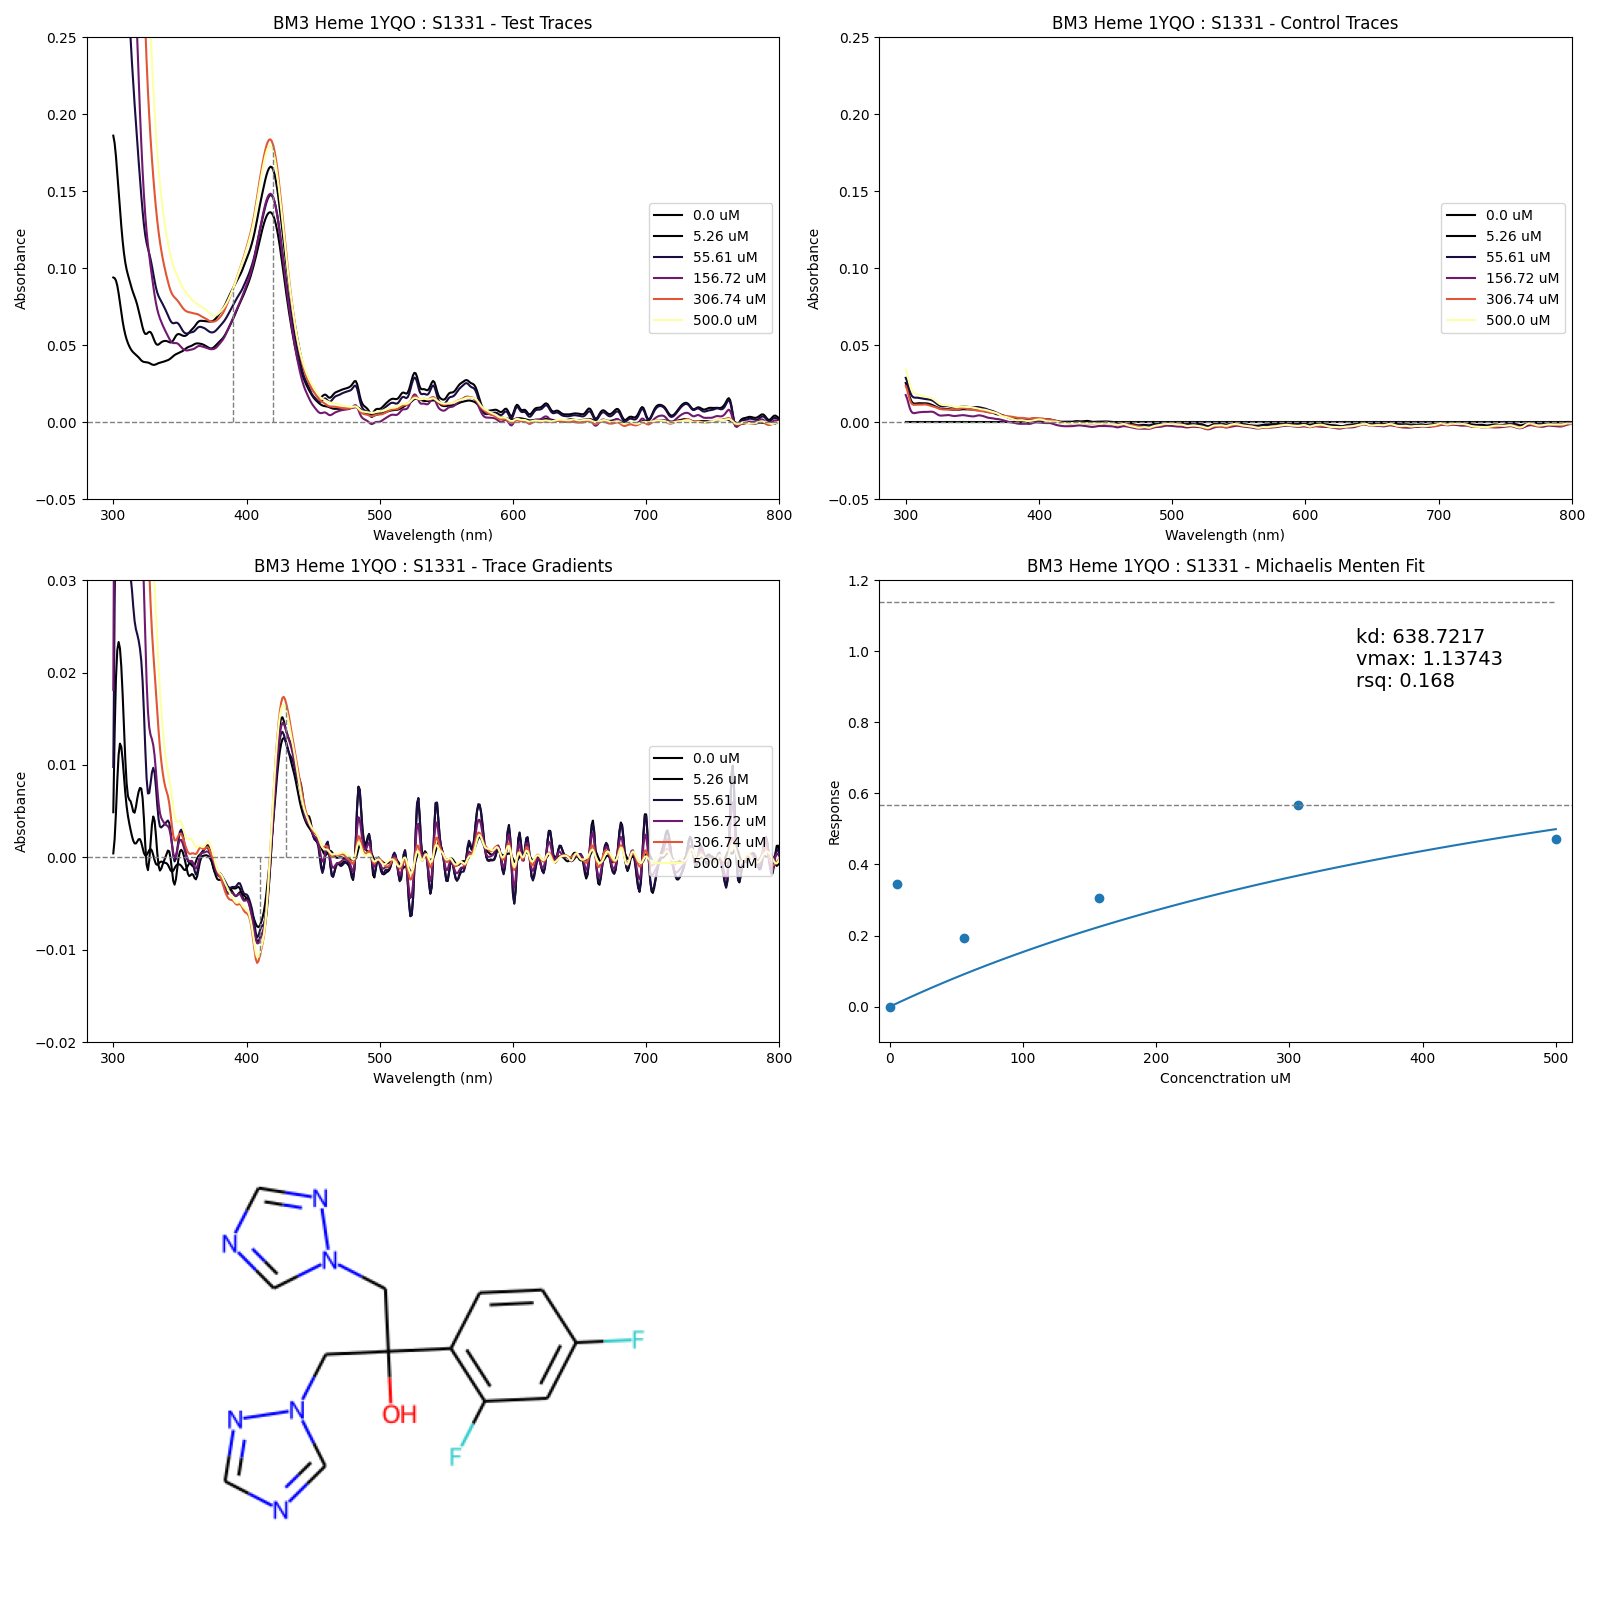 BM3 Heme 1YQO : S1331 - Test Traces
0.25
0.20
0.15
0.10
0.05
0.00
−0.05
Absorbance
300 400 500 600 700 800
Wavelength (nm)
0.0 uM
5.26 uM
55.61 uM
156.72 uM
306.74 uM
500.0 uM
BM3 Heme 1YQO : S1331 - Control Traces
0.25
0.20
0.15
0.10
0.05
0.00
−0.05
Absorbance
300 400 500 600 700 800
Wavelength (nm)
0.0 uM
5.26 uM
55.61 uM
156.72 uM
306.74 uM
500.0 uM
BM3 Heme 1YQO : S1331 - Trace Gradients
0.03
0.02
0.01
0.00
−0.01
−0.02
Absorbance
300 400 500 600 700 800
Wavelength (nm)
0.0 uM
5.26 uM
55.61 uM
156.72 uM
306.74 uM
500.0 uM
BM3 Heme 1YQO : S1331 - Michaelis Menten Fit
1.2
1.0
0.8
0.6
0.4
0.2
0.0
Response
kd: 638.7217
vmax: 1.13743
rsq: 0.168
0 100 200 300 400 500
Concenctration uM
N
N
N
F
N
N
OH
F
N